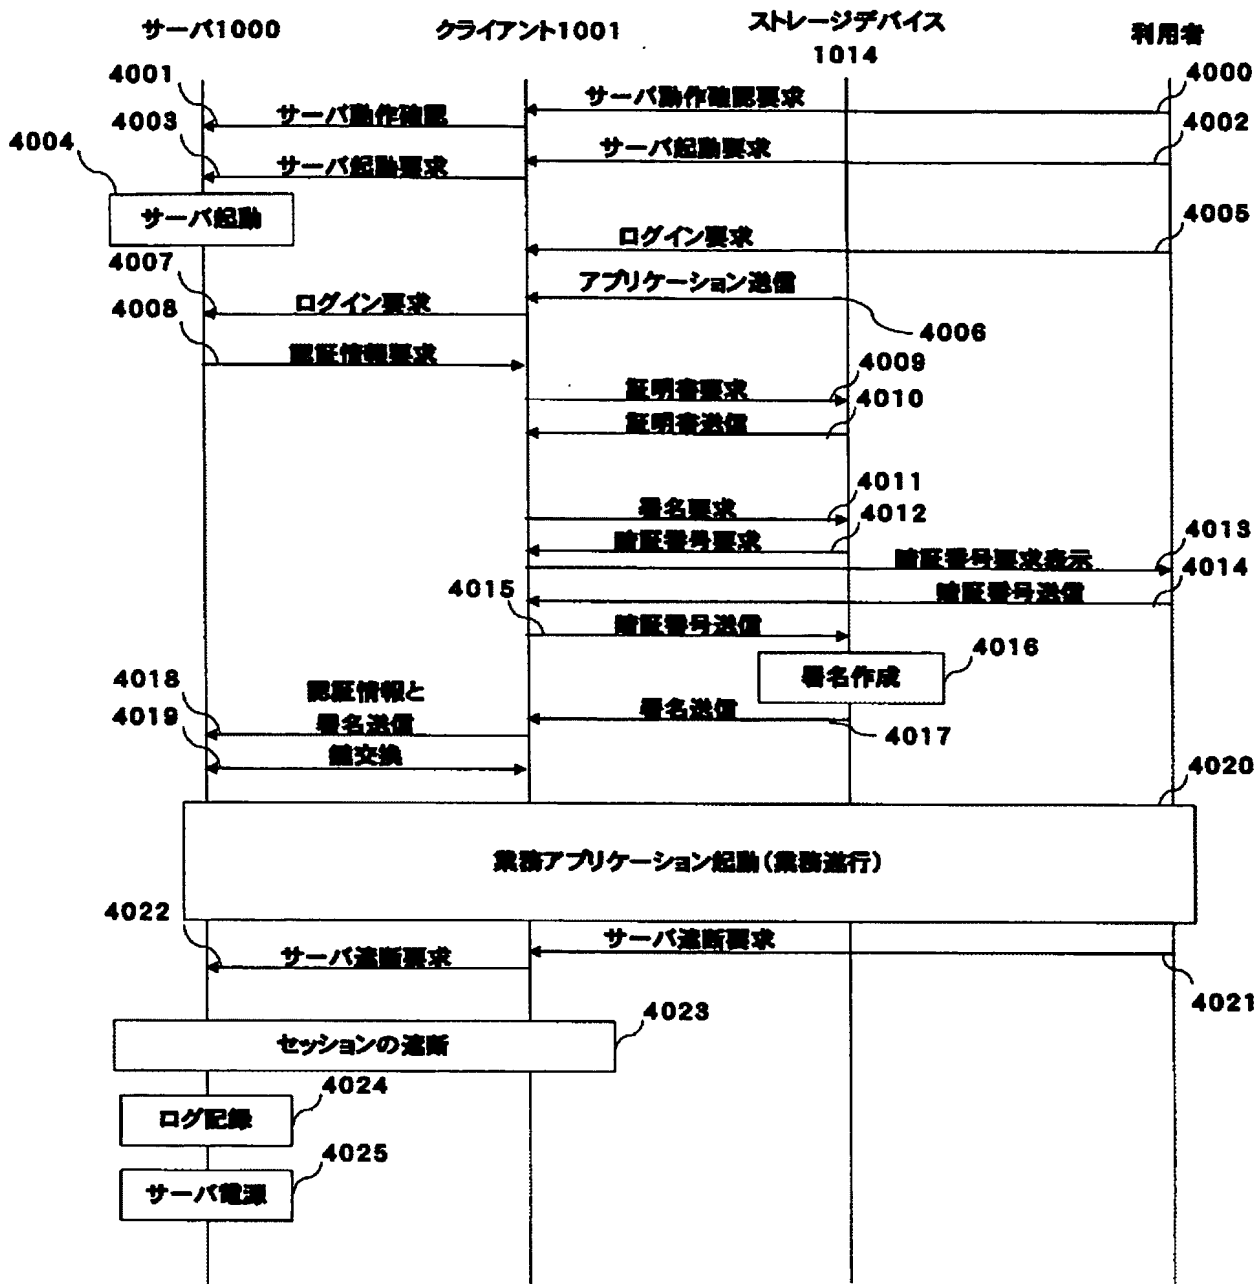 サーバ1000
クライアント1001
ストレージデバイス
1014
利用者
4000
サーバ動作確認要求
4001
サーバ動作確認
4002
サーバ起動要求
4003
サーバ起動要求
4004
サーバ起動
4005
ログイン要求
アプリケーション送信
4006
4007
ログイン要求
4008
認証情報要求
4009
証明書要求
4010
証明書送信
4011
署名要求
4012
暗証番号要求
4013
暗証番号要求表示
4014
暗証番号送信
4015
暗証番号送信
4016
署名作成
署名送信
4017
4018
認証情報と
署名送信
4019
鍵交換
4020
業務アプリケーション起動(業務遂行)
サーバ遮断要求
4021
4022
サーバ遮断要求
4023
セッションの遮断
4024
ログ記録
4025
サーバ電源